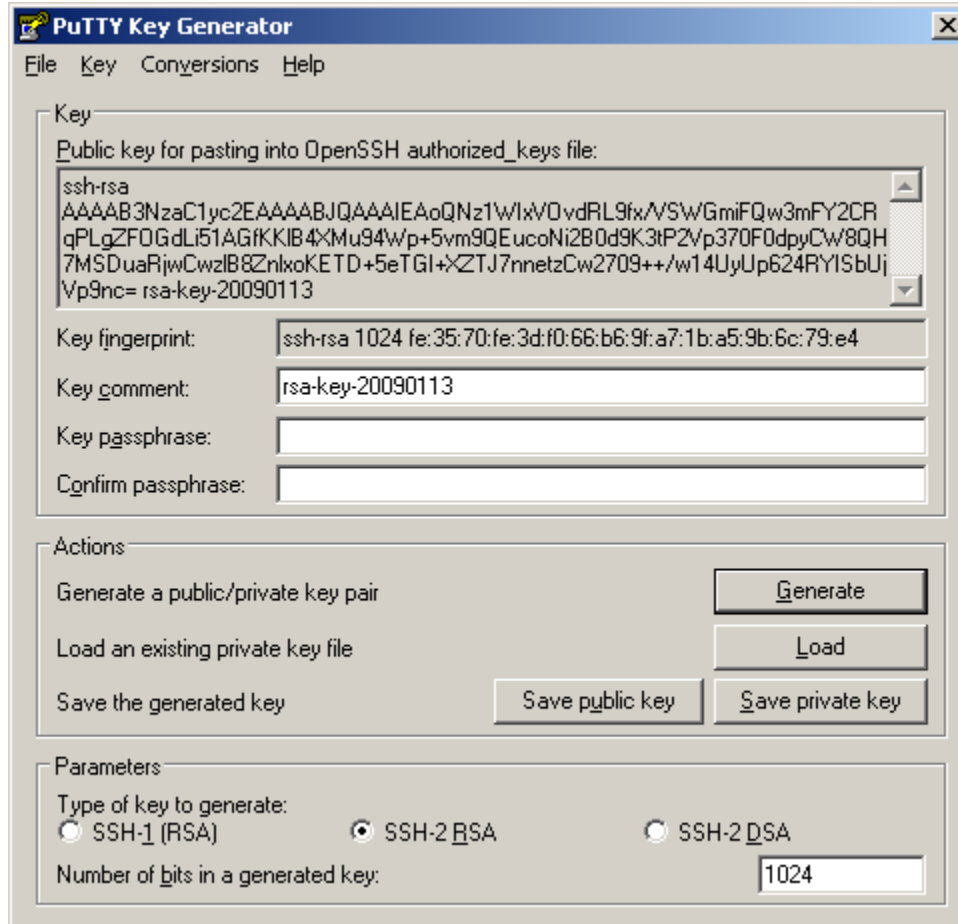 PuTTY Key Generator
File Key Conversions Help
Key
Public key for pasting into OpenSSH authorized_keys file:
ssh-rsa
AAAAB3NzaC1yc2EAAAABJQAAAIEAoQNz1WIxVOvdRL9fx/VSWGmiFQw3mFY2CR
qPLgZFOGdLi51AGfKKIB4XMu94Wp+5vm9QEucoNi2B0d9K3tP2Vp370F0dpyCW8QH
7MSDuaRjwCwzlB8ZnlxoKETD+5eTGI+XZTJ7nnetzCw2709++/w14UyUp624RYISbUj
Vp9nc= rsa-key-20090113
Key fingerprint: ssh-rsa 1024 fe:35:70:fe:3d:f0:66:b6:9f:a7:1b:a5:9b:6c:79:e4
Key comment: rsa-key-20090113
Key passphrase:
Confirm passphrase:
Actions
Generate a public/private key pair Generate
Load an existing private key file Load
Save the generated key Save public key Save private key
Parameters
Type of key to generate:
SSH-1 (RSA) SSH-2 RSA SSH-2 DSA
Number of bits in a generated key: 1024